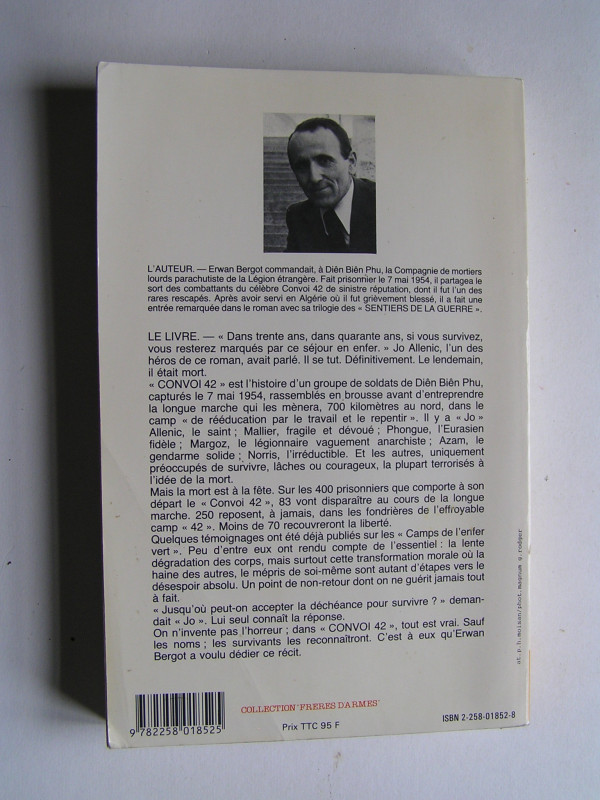 L'AUTEUR. — Erwan Bergot commandait, à Diên Biên Phu, la Compagnie de mortiers
lourds parachutiste de la Légion étrangère. Fait prisonnier le 7 mai 1954, il partagea le
sort des combattants du célèbre Convoi 42 de sinistre réputation, dont il fut l'un des
rares rescapés. Après avoir servi en Algérie où il fut grièvement blessé, il a fait une
entrée remarquée dans le roman avec sa trilogie des « SENTIERS DE LA GUERRE ».
LE LIVRE. — « Dans trente ans, dans quarante ans, si vous survivez,
vous resterez marqués par ce séjour en enfer. » Jo Allenic, l'un des
héros de ce roman, avait parlé. Il se tut. Définitivement. Le lendemain,
il était mort.
« CONVOI 42 » est l'histoire d'un groupe de soldats de Diên Biên Phu,
capturés le 7 mai 1954, rassemblés en brousse avant d'entreprendre
la longue marche qui les mènera, 700 kilomètres au nord, dans le
camp « de rééducation par le travail et le repentir ». Il y a « Jo »
Allenic, le saint ; Mallier, fragile et dévoué ; Phongue, l'Eurasien
fidèle ; Margoz, le légionnaire vaguement anarchiste ; Azam, le
gendarme solide ; Norris, l'irréductible. Et les autres, uniquement
préoccupés de survivre, lâches ou courageux, la plupart terrorisés à
l'idée de la mort.
Mais la mort est à la fête. Sur les 400 prisonniers que comporte à son
départ le « Convoi 42 », 83 vont disparaître au cours de la longue
marche. 250 reposent, à jamais, dans les fondrières de l'effroyable
camp « 42 ». Moins de 70 recouvreront la liberté.
Quelques témoignages ont été déjà publiés sur les « Camps de l'enfer
vert ». Peu d'entre eux ont rendu compte de l'essentiel : la lente
dégradation des corps, mais surtout cette transformation morale où la
haine des autres, le mépris de soi-même sont autant d'étapes vers le
désespoir absolu. Un point de non-retour dont on ne guérit jamais tout
à fait.
« Jusqu'où peut-on accepter la déchéance pour survivre ? » deman-
dait « Jo ». Lui seul connaît la réponse.
On n'invente pas l'horreur ; dans « CONVOI 42 », tout est vrai. Sauf
les noms ; les survivants les reconnaîtront. C'est à eux qu'Erwan
Bergot a voulu dédier ce récit.
at. p.h. moisan/phot. magnum g. rodger
COLLECTION "FRÈRES D'ARMES"
Prix TTC 95 F
ISBN 2-258-01852-8
9 782258 018525